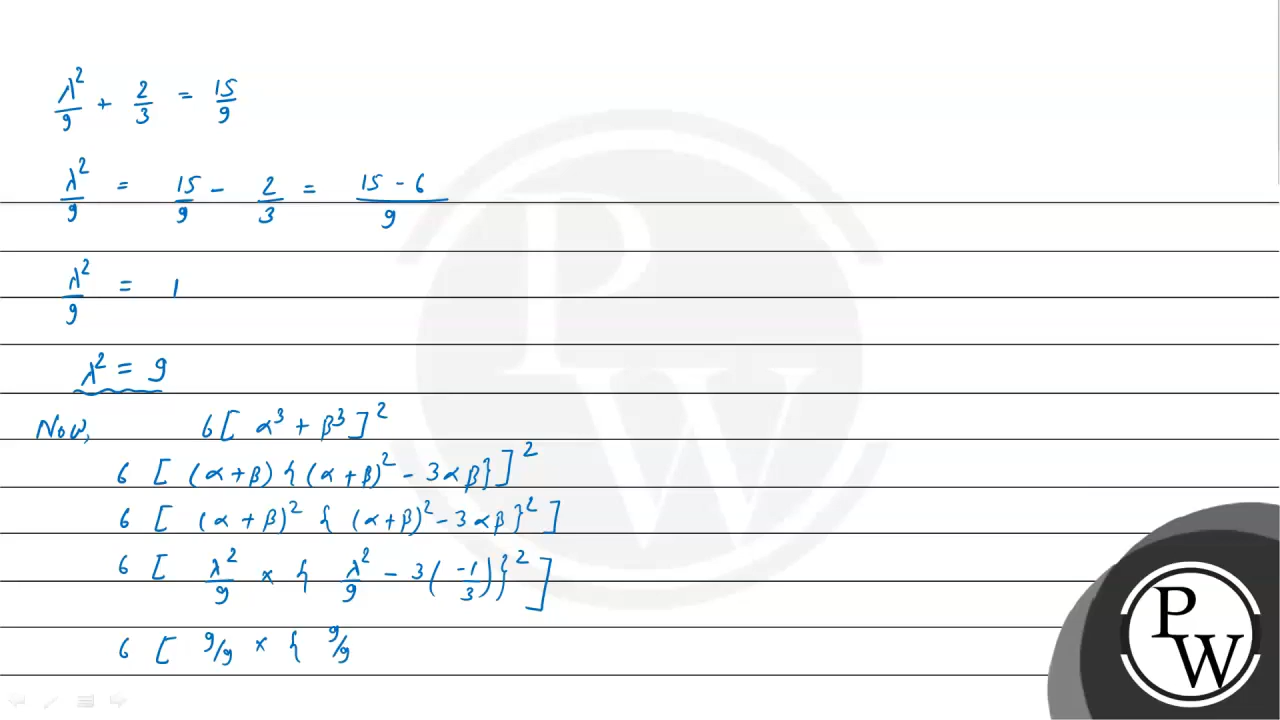 λ²/9 + 2/3 = 15/9
λ²/9 = 15/9 - 2/3 = (15 - 6)/9
λ²/9 = 1
λ² = 9
Now, 6[α³ + β³]²
6 [(α+β){(α+β)² - 3αβ}]²
6 [(α+β)² {(α+β)² - 3αβ}²]
6 [λ²/9 × {λ²/9 - 3(-1/3)}²]
6 [9/9 × {9/9
PW
PW